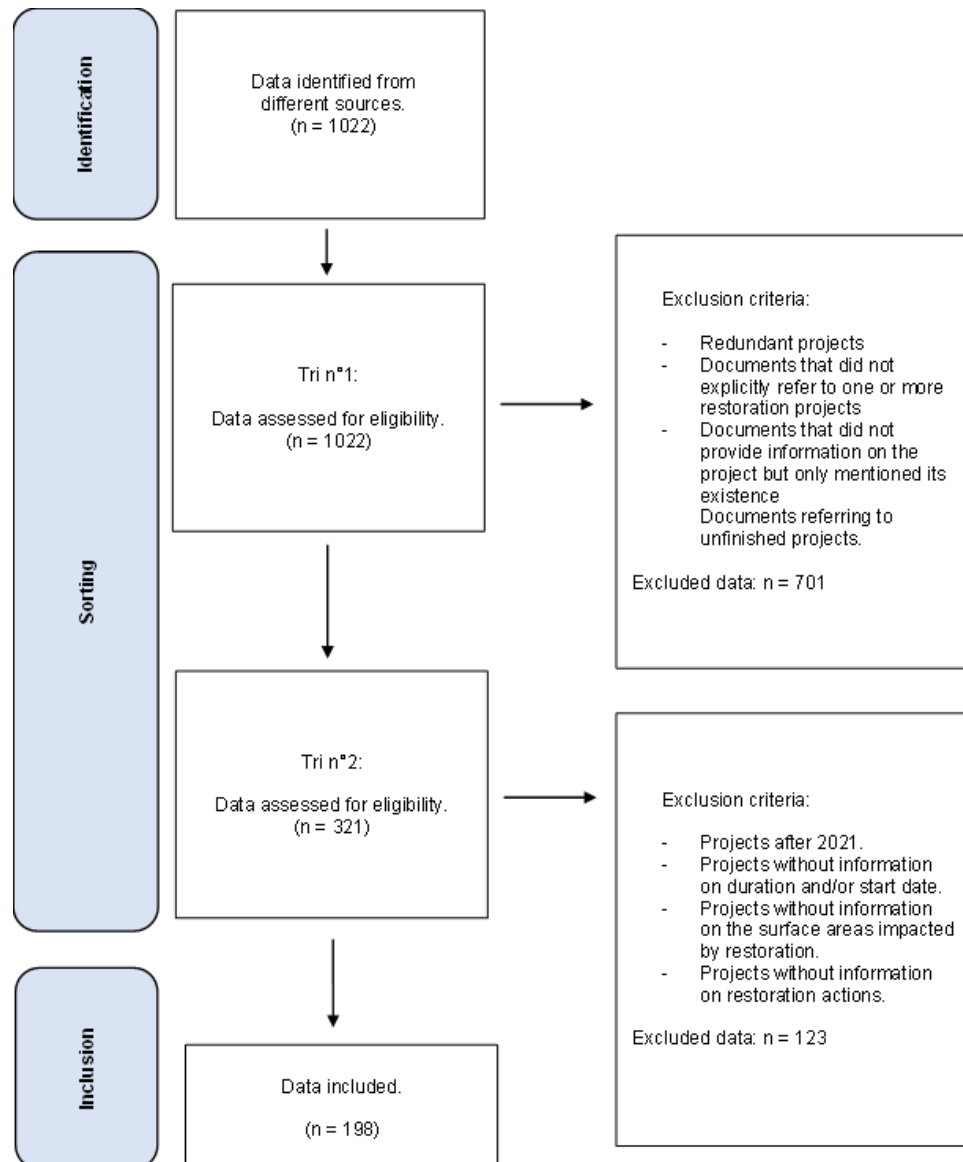 Identification
Data identified from
different sources.
(n = 1022)
Sorting
Tri n°1:
Data assessed for eligibility.
(n = 1022)
Exclusion criteria:
- Redundant projects
- Documents that did not
explicitly refer to one or more
restoration projects
- Documents that did not
provide information on the
project but only mentioned its
existence
Documents referring to
unfinished projects.
Excluded data: n = 701
Tri n°2:
Data assessed for eligibility.
(n = 321)
Exclusion criteria:
- Projects after 2021.
- Projects without information
on duration and/or start date.
- Projects without information
on the surface areas impacted
by restoration.
- Projects without information
on restoration actions.
Excluded data: n = 123
Inclusion
Data included.
(n = 198)